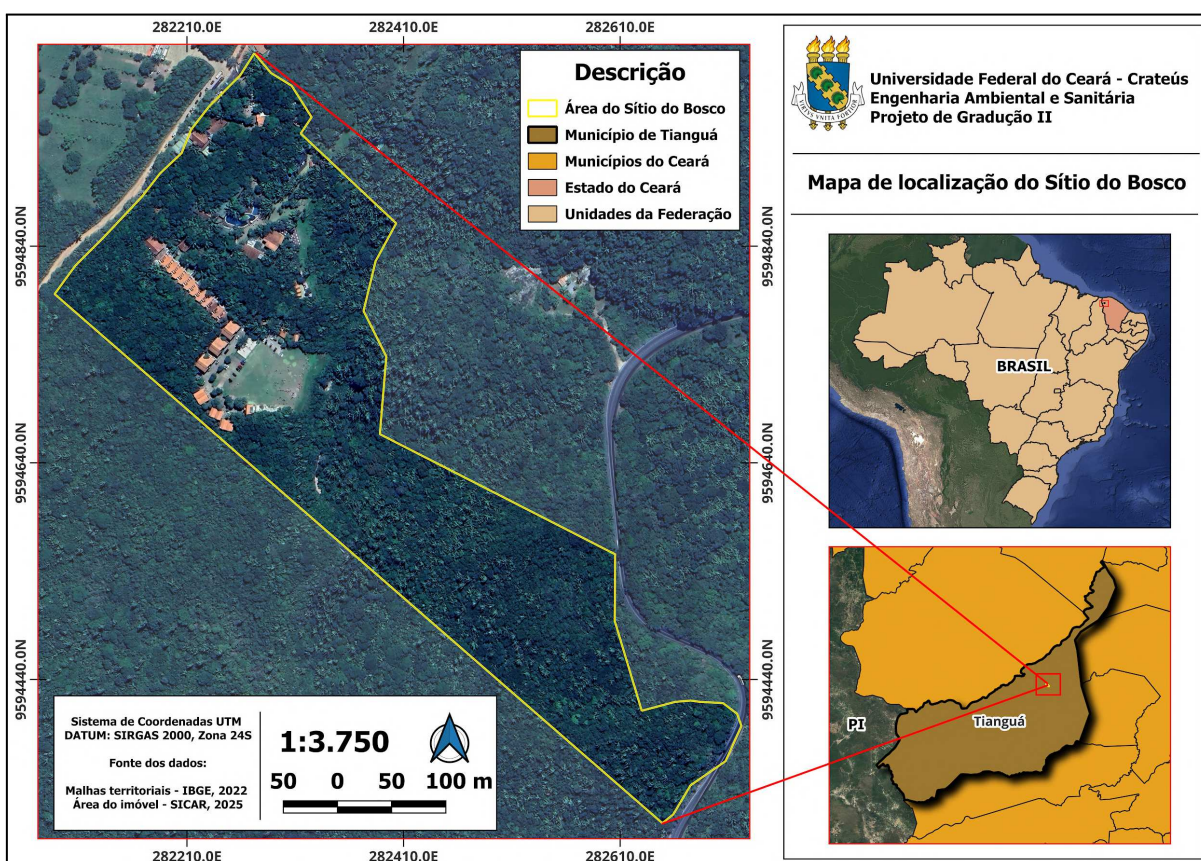 282210.0E
282410.0E
282610.0E
9594840.0N
9594640.0N
9594440.0N
9594840.0N
9594640.0N
9594440.0N
282210.0E
282410.0E
282610.0E
Descrição
Área do Sítio do Bosco
Município de Tianguá
Municípios do Ceará
Estado do Ceará
Unidades da Federação
Sistema de Coordenadas UTM
DATUM: SIRGAS 2000, Zona 24S
Fonte dos dados:
Malhas territoriais - IBGE, 2022
Área do imóvel - SICAR, 2025
1:3.750
50 0 50 100 m
VIRTUS UNITA FORTIOR
Universidade Federal do Ceará - Crateús
Engenharia Ambiental e Sanitária
Projeto de Gradução II
Mapa de localização do Sítio do Bosco
BRASIL
PI
Tianguá